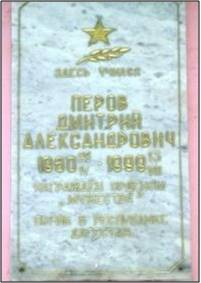 ЗДЕСЬ УЧИЛСЯ
ПЕРОВ
ДМИТРИЙ
АЛЕКСАНДРОВИЧ
1980 - 1999
НАГРАЖДЕН ОРДЕНОМ
МУЖЕСТВА
ПОГИБ В РЕСПУБЛИКЕ
ДАГЕСТАН